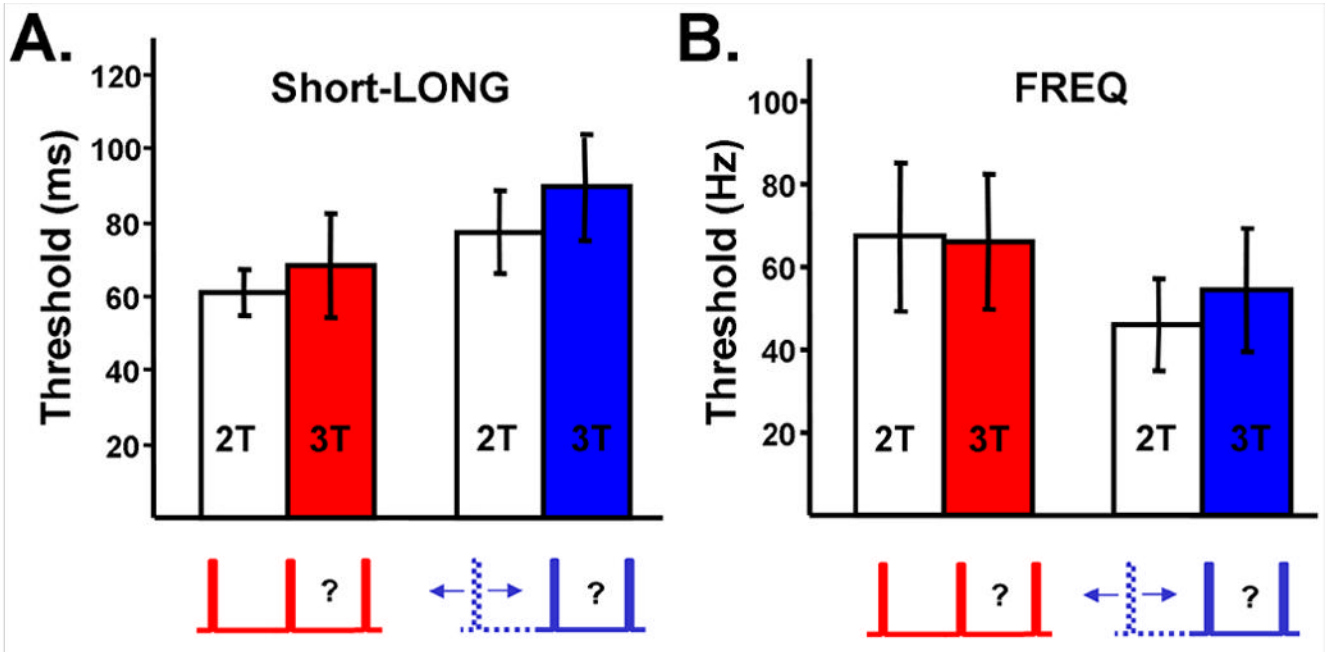 A.
Short-LONG
Threshold (ms)
120
100
80
60
40
20
2T
3T
2T
3T
?
?
B.
FREQ
Threshold (Hz)
100
80
60
40
20
2T
3T
2T
3T
?
?